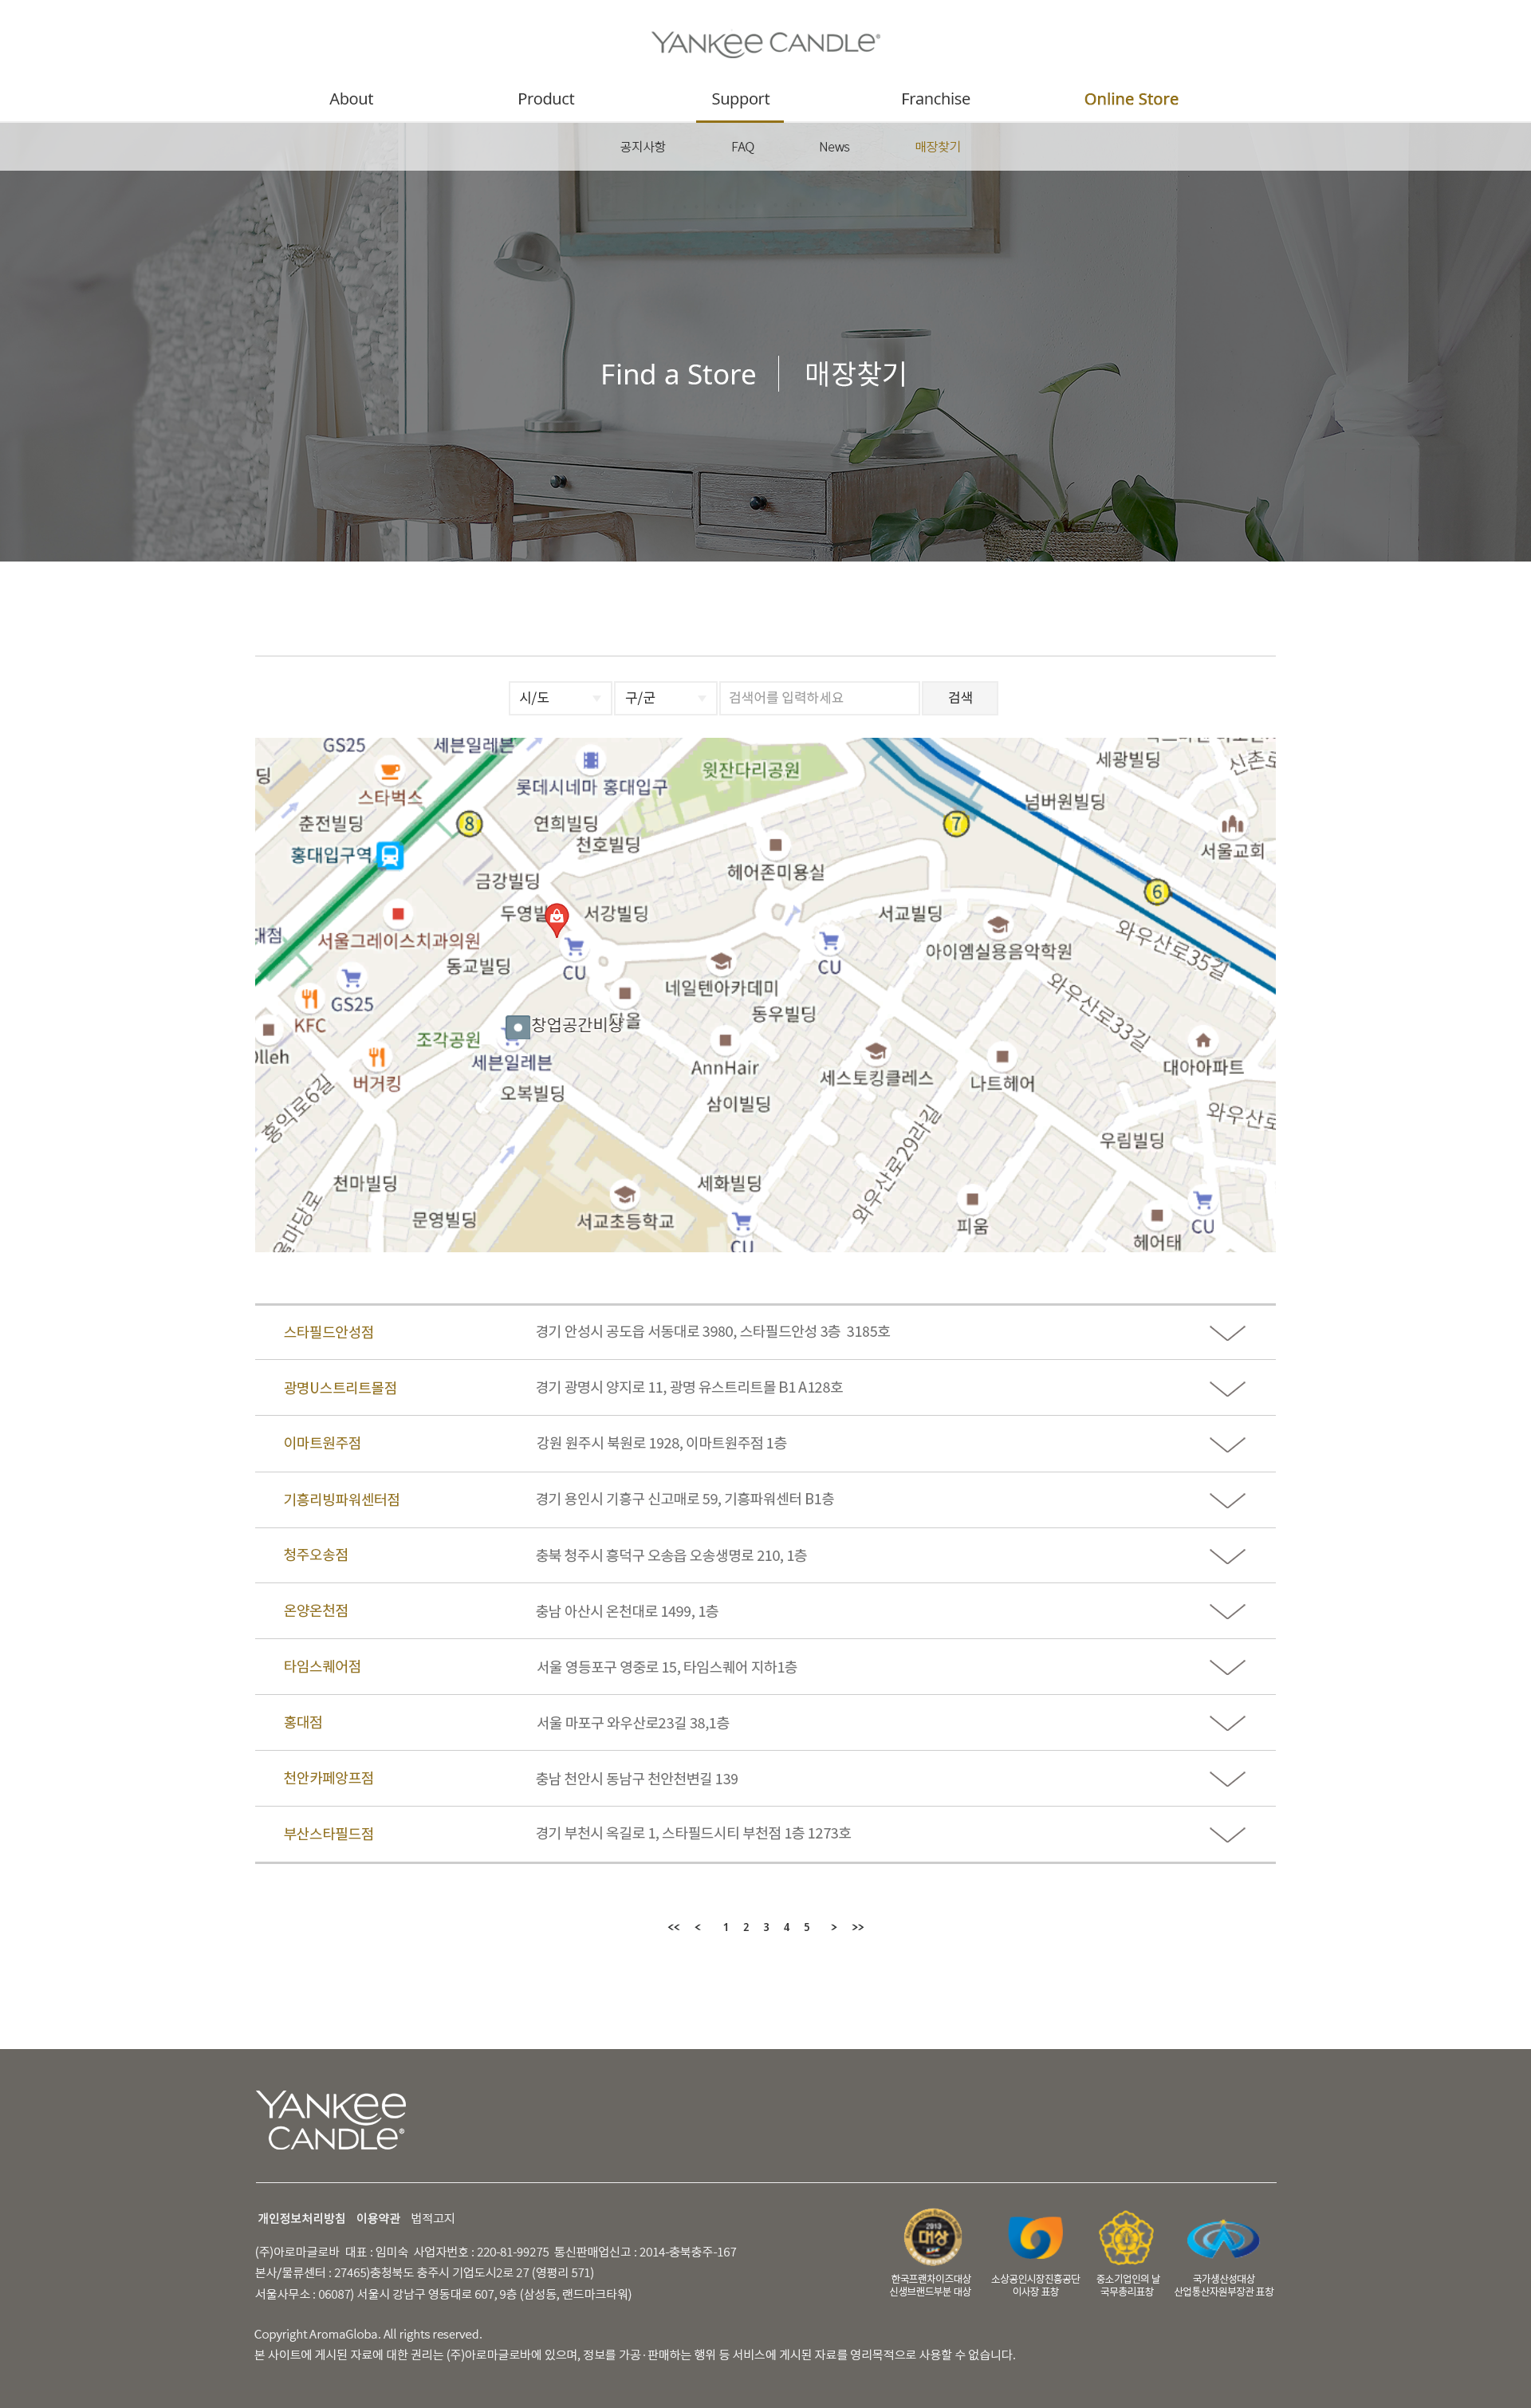 YANKEE CANDLE®
About
Product
Support
Franchise
Online Store
공지사항
FAQ
News
매장찾기
Find a Store
매장찾기
시/도
구/군
검색어를 입력하세요
검색
GS25
세븐일레븐
세광빌딩
신촌로
딩
스타벅스
롯데시네마 홍대입구
윗잔다리공원
넘버원빌딩
춘전빌딩
8
연희빌딩
7
천호빌딩
홍대입구역
서울교회
헤어존미용실
금강빌딩
6
두영빌
서강빌딩
서교빌딩
대점
서울그레이스치과의원
와우산로35길
아이엠실용음악학원
동교빌딩
CU
CU
네일텐아카데미
GS25
와우산로33길
KFC
동우빌딩
창업공간비상
조각공원
olleh
세븐일레븐
AnnHair
대아아파트
버거킹
세스토킹클레스
나트헤어
오복빌딩
삼이빌딩
홍익로6길
와우산로
우림빌딩
와우산로29라길
천마빌딩
세화빌딩
문영빌딩
서교초등학교
피움
CU
CU
헤어태
울마당로
스타필드안성점
경기 안성시 공도읍 서동대로 3980, 스타필드안성 3층 3185호
광명U스트리트몰점
경기 광명시 양지로 11, 광명 유스트리트몰 B1 A128호
이마트원주점
강원 원주시 북원로 1928, 이마트원주점 1층
기흥리빙파워센터점
경기 용인시 기흥구 신고매로 59, 기흥파워센터 B1층
청주오송점
충북 청주시 흥덕구 오송읍 오송생명로 210, 1층
온양온천점
충남 아산시 온천대로 1499, 1층
타임스퀘어점
서울 영등포구 영중로 15, 타임스퀘어 지하1층
홍대점
서울 마포구 와우산로23길 38,1층
천안카페앙프점
충남 천안시 동남구 천안천변길 139
부산스타필드점
경기 부천시 옥길로 1, 스타필드시티 부천점 1층 1273호
<< < 1 2 3 4 5 > >>
YANKEE
CANDLE®
개인정보처리방침 이용약관 법적고지
(주)아로마글로바 대표 : 임미숙 사업자번호 : 220-81-99275 통신판매업신고 : 2014-충북충주-167
본사/물류센터 : 27465)충청북도 충주시 기업도시2로 27 (영평리 571)
서울사무소 : 06087) 서울시 강남구 영동대로 607, 9층 (삼성동, 랜드마크타워)
2013
대상
한국프랜차이즈대상
신생브랜드부분 대상
소상공인시장진흥공단
이사장 표창
중소기업인의 날
국무총리표창
국가생산성대상
산업통산자원부장관 표창
Copyright AromaGloba. All rights reserved.
본 사이트에 게시된 자료에 대한 권리는 (주)아로마글로바에 있으며, 정보를 가공·판매하는 행위 등 서비스에 게시된 자료를 영리목적으로 사용할 수 없습니다.